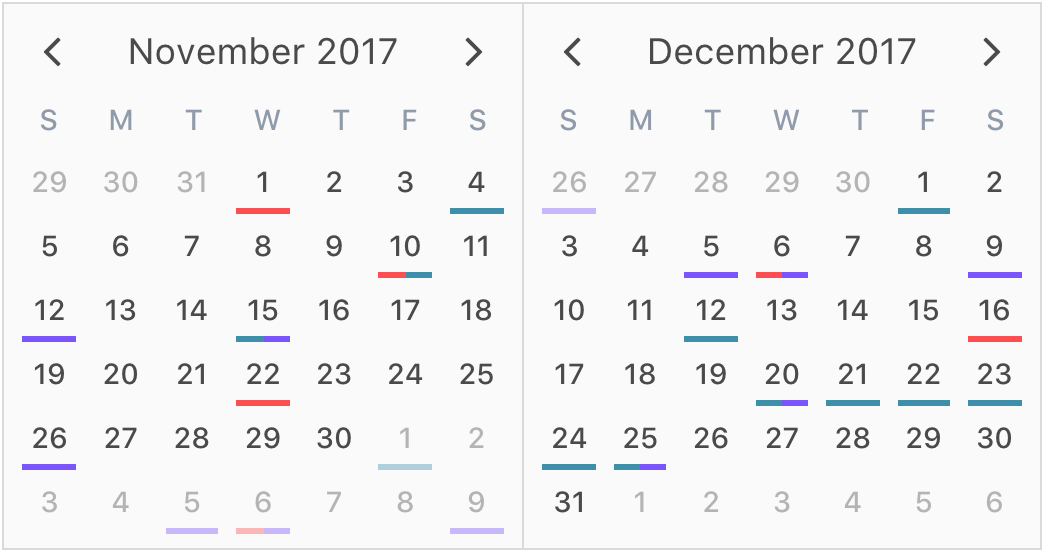 November 2017
S M T W T F S
29 30 31 1 2 3 4
5 6 7 8 9 10 11
12 13 14 15 16 17 18
19 20 21 22 23 24 25
26 27 28 29 30 1 2
3 4 5 6 7 8 9
December 2017
S M T W T F S
26 27 28 29 30 1 2
3 4 5 6 7 8 9
10 11 12 13 14 15 16
17 18 19 20 21 22 23
24 25 26 27 28 29 30
31 1 2 3 4 5 6